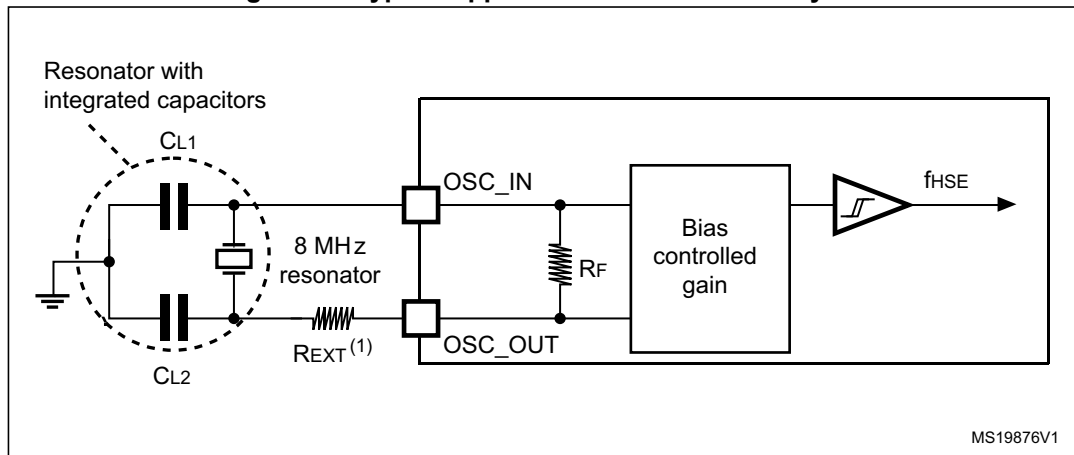 Resonator with
integrated capacitors
CL1
OSC_IN
fHSE
8 MHz
resonator
RF
Bias
controlled
gain
REXT (1)
OSC_OUT
CL2
MS19876V1